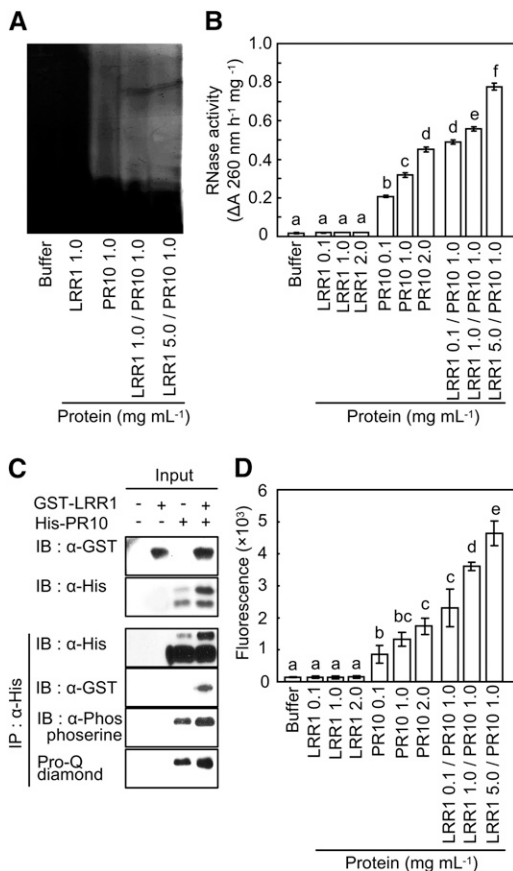 A
Buffer
LRR1 1.0
PR10 1.0
LRR1 1.0 / PR10 1.0
LRR1 5.0 / PR10 1.0
Protein (mg mL⁻¹)
B
RNase activity
(ΔA 260 nm h⁻¹ mg⁻¹)
1.0
0.8
0.6
0.4
0.2
0
a a a a b c d d e f
Buffer
LRR1 0.1
LRR1 1.0
LRR1 2.0
PR10 0.1
PR10 1.0
PR10 2.0
LRR1 0.1 / PR10 1.0
LRR1 1.0 / PR10 1.0
LRR1 5.0 / PR10 1.0
Protein (mg mL⁻¹)
C
Input
GST-LRR1 - + - +
His-PR10 - - + +
IB : α-GST
IB : α-His
IP : α-His
IB : α-His
IB : α-GST
IB : α-Phos
phoserine
Pro-Q
diamond
D
Fluorescence (×10³)
6
5
4
3
2
1
0
a a a a b bc c c d e
Buffer
LRR1 0.1
LRR1 1.0
LRR1 2.0
PR10 0.1
PR10 1.0
PR10 2.0
LRR1 0.1 / PR10 1.0
LRR1 1.0 / PR10 1.0
LRR1 5.0 / PR10 1.0
Protein (mg mL⁻¹)